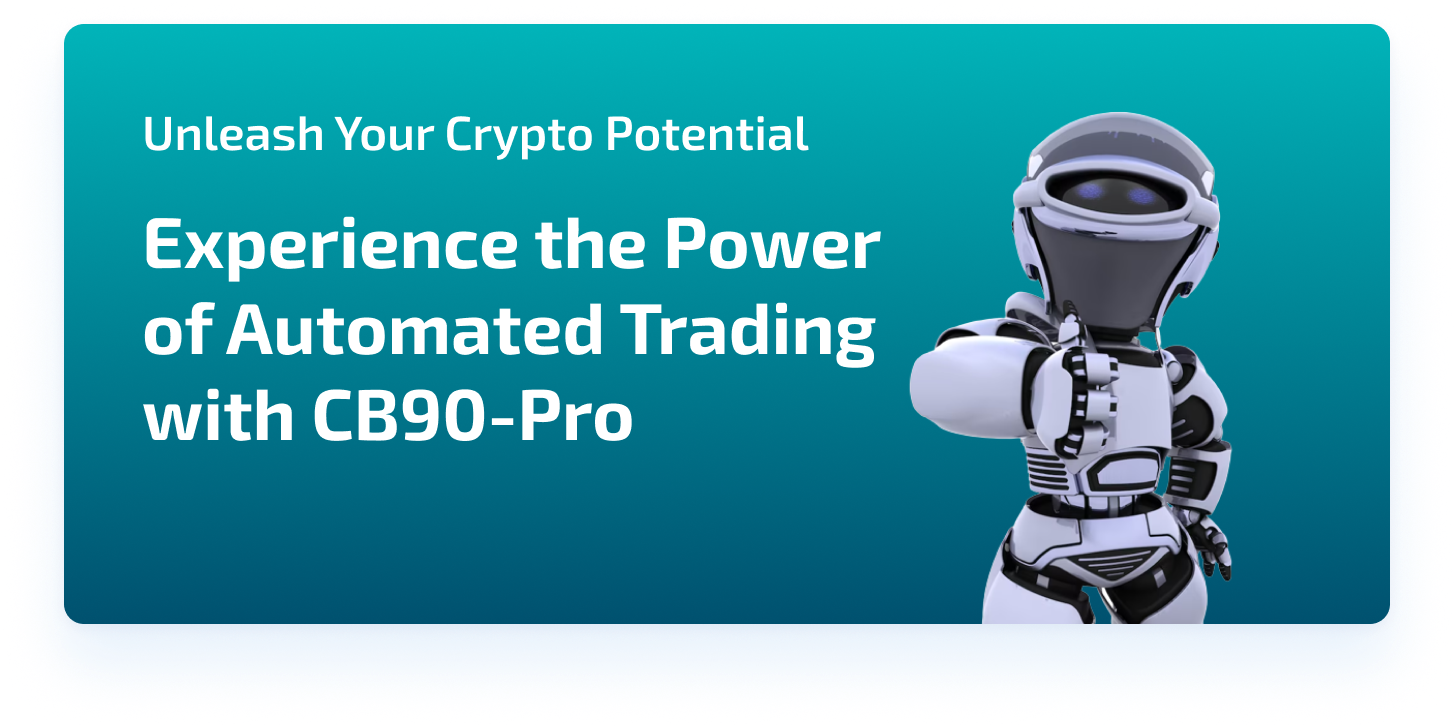 Unleash Your Crypto Potential
Experience the Power
of Automated Trading
with CB90-Pro